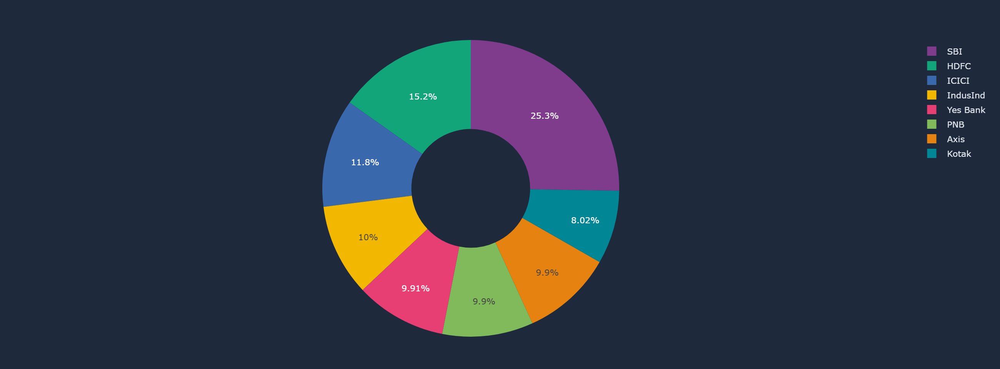 SBI
HDFC
ICICI
IndusInd
Yes Bank
PNB
Axis
Kotak
15.2%
25.3%
11.8%
8.02%
10%
9.9%
9.91%
9.9%